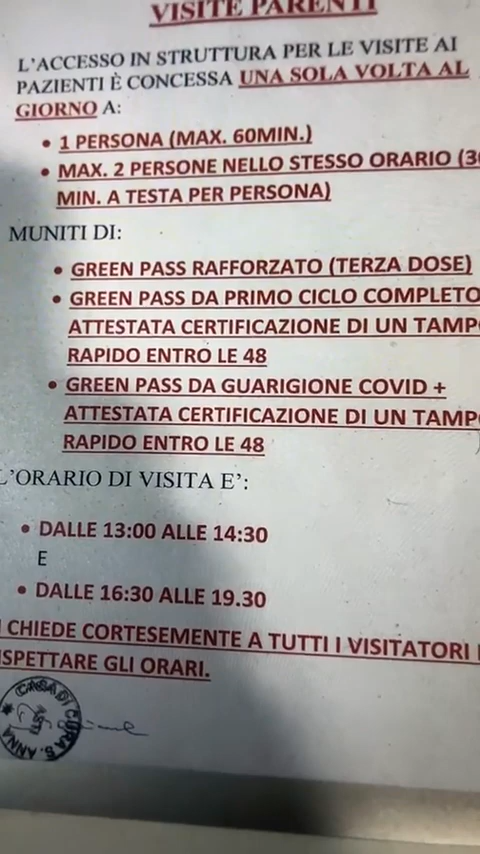 VISITE PARENTI
L'ACCESSO IN STRUTTURA PER LE VISITE AI
PAZIENTI È CONCESSA UNA SOLA VOLTA AL
GIORNO A:
• 1 PERSONA (MAX. 60MIN.)
• MAX. 2 PERSONE NELLO STESSO ORARIO (30
MIN. A TESTA PER PERSONA)
MUNITI DI:
• GREEN PASS RAFFORZATO (TERZA DOSE)
• GREEN PASS DA PRIMO CICLO COMPLETO
ATTESTATA CERTIFICAZIONE DI UN TAMPO
RAPIDO ENTRO LE 48
• GREEN PASS DA GUARIGIONE COVID +
ATTESTATA CERTIFICAZIONE DI UN TAMPO
RAPIDO ENTRO LE 48
L'ORARIO DI VISITA E':
• DALLE 13:00 ALLE 14:30
E
• DALLE 16:30 ALLE 19.30
I CHIEDE CORTESEMENTE A TUTTI I VISITATORI
ISPETTARE GLI ORARI.
CASA DI CURA S. ANNA